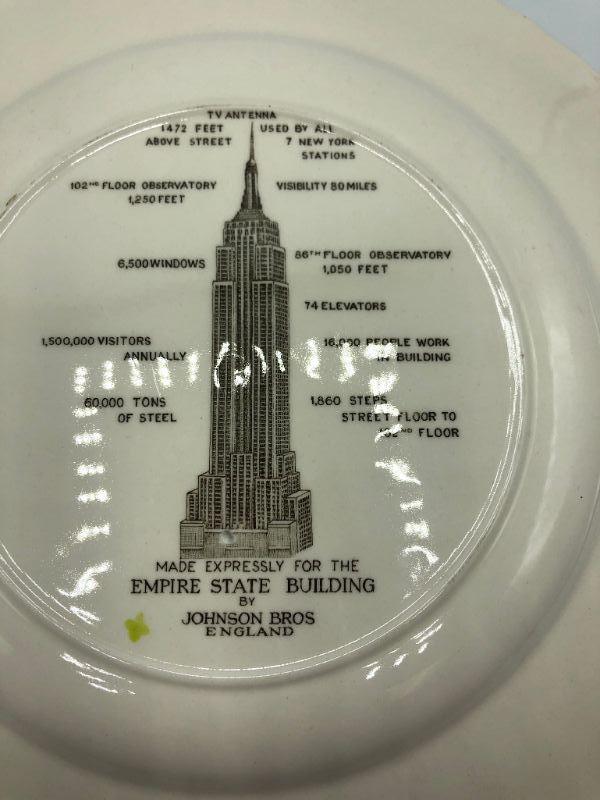 TV ANTENNA
1472 FEET
ABOVE STREET
USED BY ALL
7 NEW YORK
STATIONS
102ND FLOOR OBSERVATORY
1,250 FEET
VISIBILITY 80 MILES
6,500 WINDOWS
86TH FLOOR OBSERVATORY
1,050 FEET
74 ELEVATORS
1,500,000 VISITORS
ANNUALLY
16,000 PEOPLE WORK
IN BUILDING
60,000 TONS
OF STEEL
1,860 STEPS
STREET FLOOR TO
102ND FLOOR
MADE EXPRESSLY FOR THE
EMPIRE STATE BUILDING
BY
JOHNSON BROS
ENGLAND